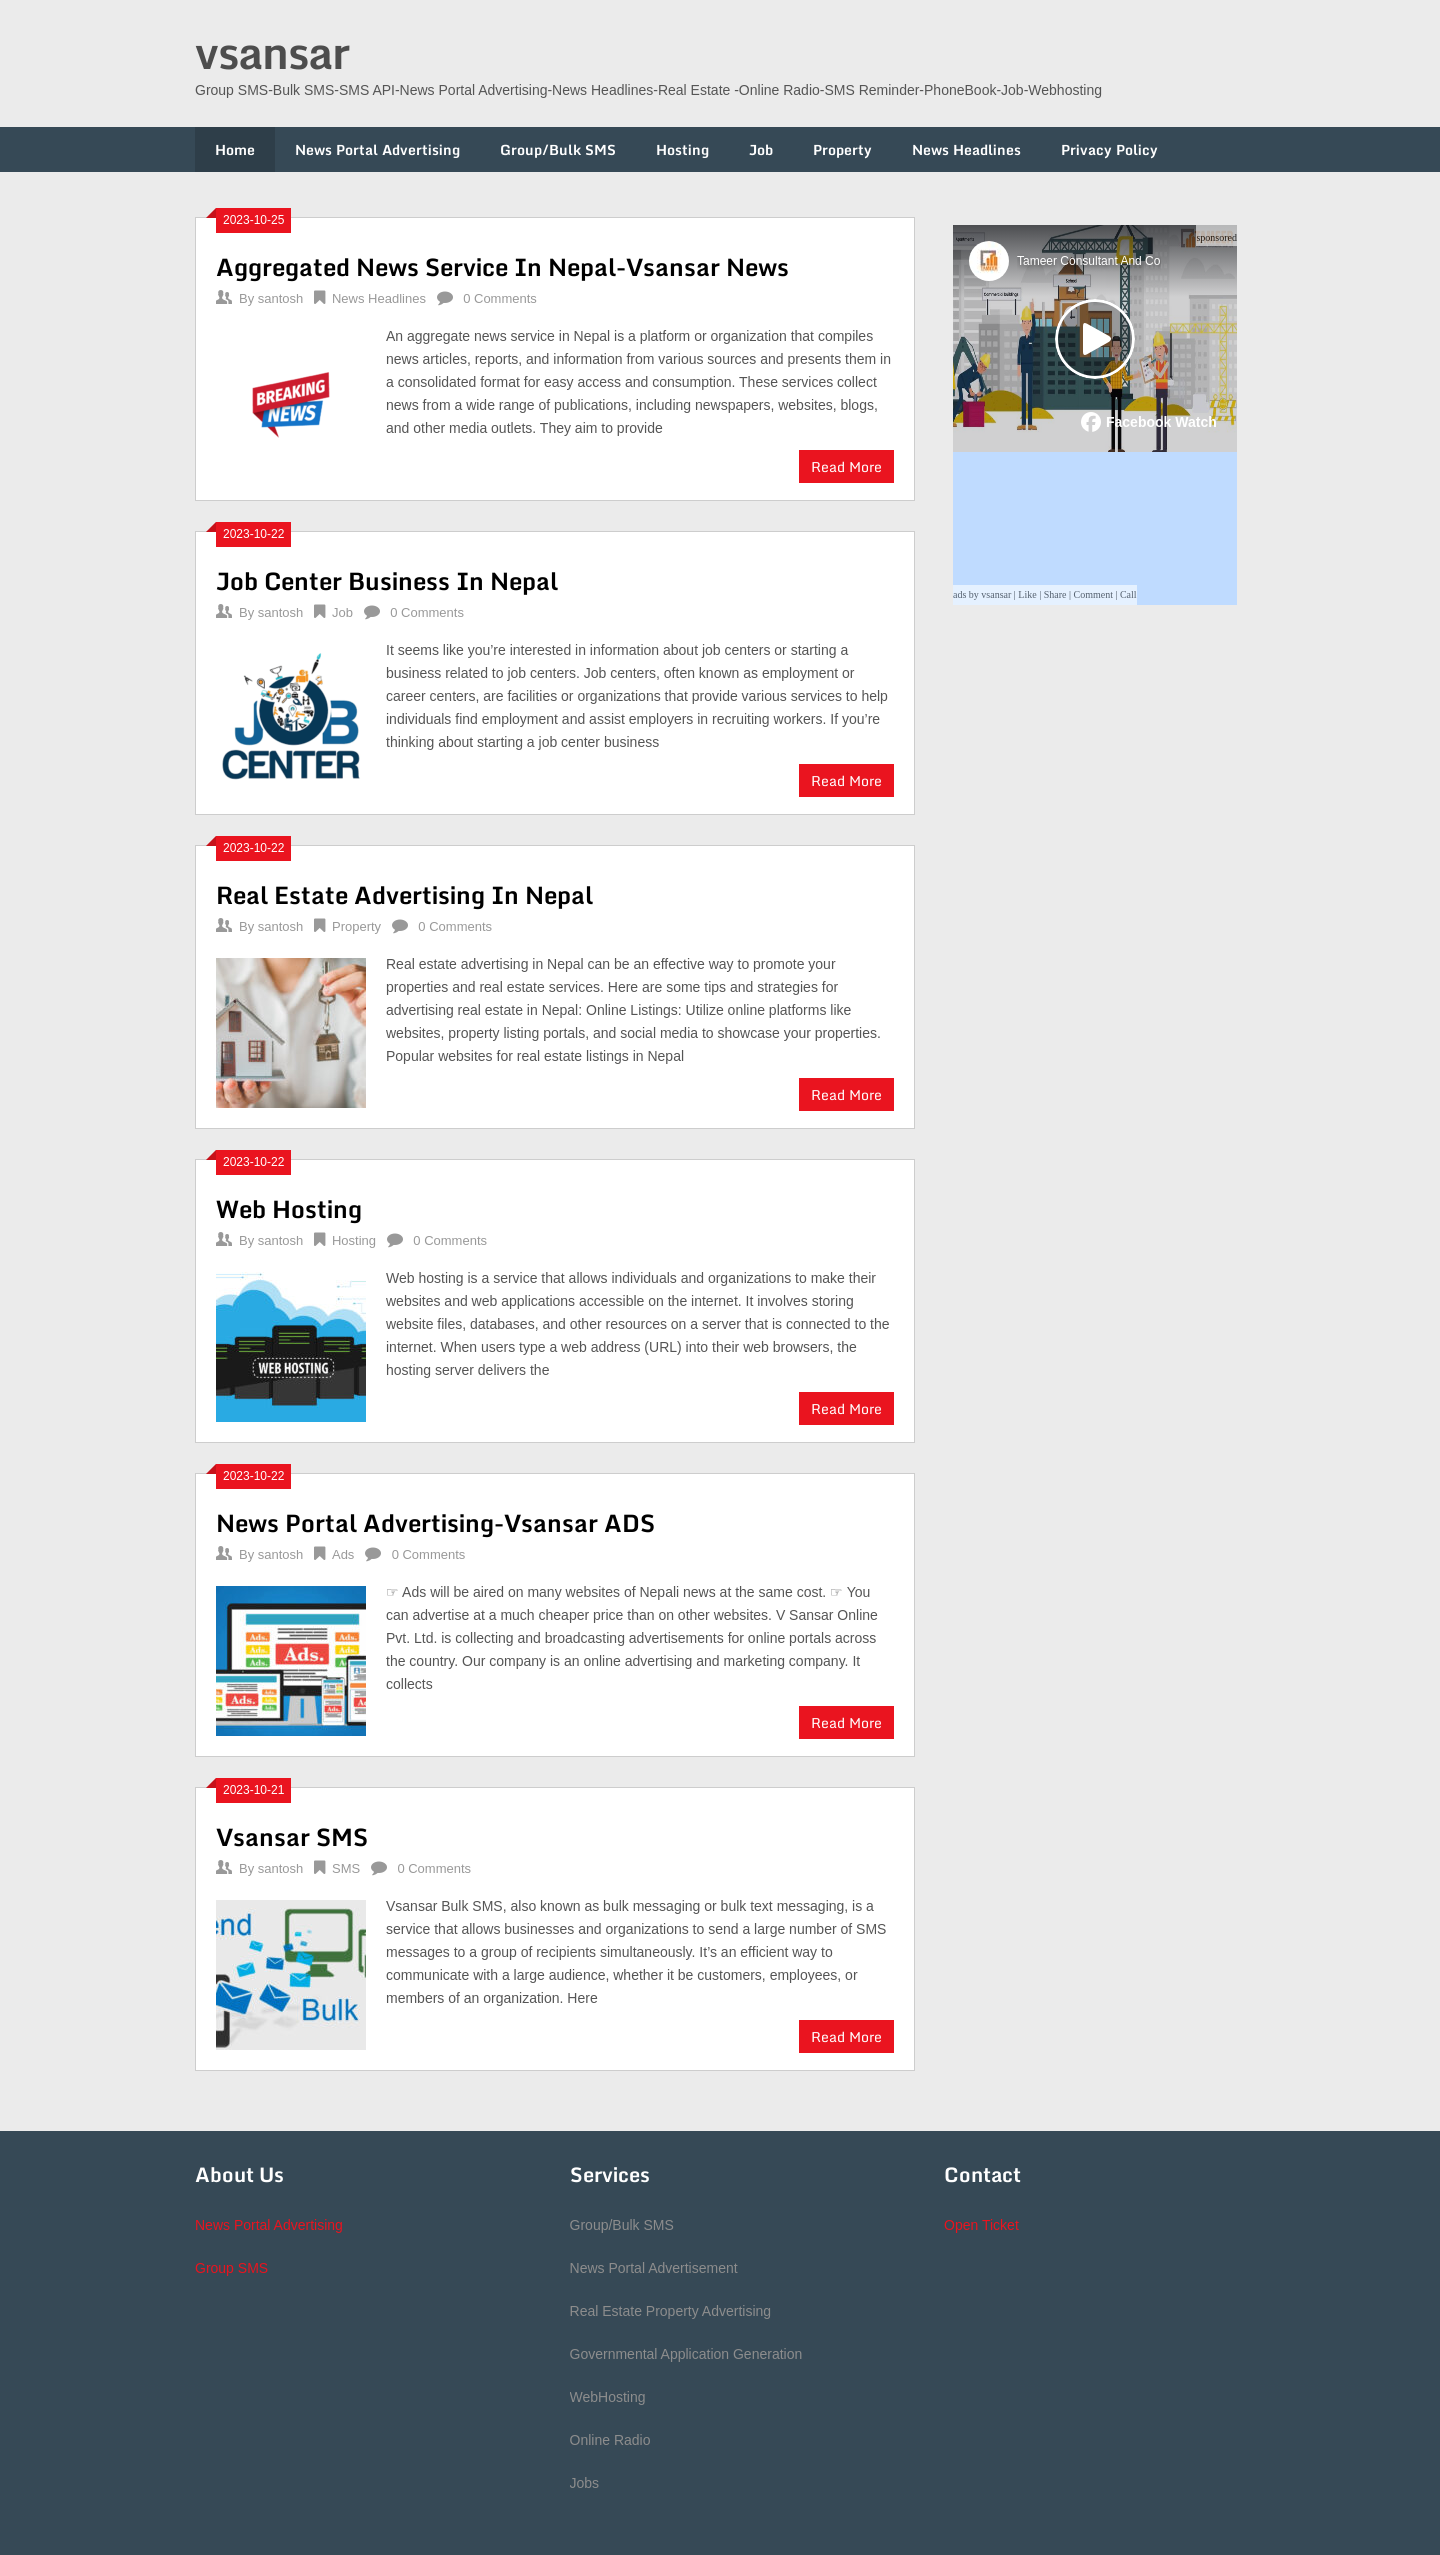 vsansar
Group SMS-Bulk SMS-SMS API-News Portal Advertising-News Headlines-Real Estate -Online Radio-SMS Reminder-PhoneBook-Job-Webhosting
Home News Portal Advertising Group/Bulk SMS Hosting Job Property News Headlines Privacy Policy
2023-10-25
Aggregated News Service In Nepal-Vsansar News
By santosh News Headlines 0 Comments
BREAKING
NEWS
An aggregate news service in Nepal is a platform or organization that compiles
news articles, reports, and information from various sources and presents them in
a consolidated format for easy access and consumption. These services collect
news from a wide range of publications, including newspapers, websites, blogs,
and other media outlets. They aim to provide
Read More
2023-10-22
Job Center Business In Nepal
By santosh Job 0 Comments
JOB
CENTER
It seems like you’re interested in information about job centers or starting a
business related to job centers. Job centers, often known as employment or
career centers, are facilities or organizations that provide various services to help
individuals find employment and assist employers in recruiting workers. If you’re
thinking about starting a job center business
Read More
2023-10-22
Real Estate Advertising In Nepal
By santosh Property 0 Comments
Real estate advertising in Nepal can be an effective way to promote your
properties and real estate services. Here are some tips and strategies for
advertising real estate in Nepal: Online Listings: Utilize online platforms like
websites, property listing portals, and social media to showcase your properties.
Popular websites for real estate listings in Nepal
Read More
2023-10-22
Web Hosting
By santosh Hosting 0 Comments
WEB HOSTING
Web hosting is a service that allows individuals and organizations to make their
websites and web applications accessible on the internet. It involves storing
website files, databases, and other resources on a server that is connected to the
internet. When users type a web address (URL) into their web browsers, the
hosting server delivers the
Read More
2023-10-22
News Portal Advertising-Vsansar ADS
By santosh Ads 0 Comments
Ads. Ads.
Ads. Ads. Ads.
Ads. Ads.
Ads. Ads.
☞ Ads will be aired on many websites of Nepali news at the same cost. ☞ You
can advertise at a much cheaper price than on other websites. V Sansar Online
Pvt. Ltd. is collecting and broadcasting advertisements for online portals across
the country. Our company is an online advertising and marketing company. It
collects
Read More
2023-10-21
Vsansar SMS
By santosh SMS 0 Comments
end
Bulk
Vsansar Bulk SMS, also known as bulk messaging or bulk text messaging, is a
service that allows businesses and organizations to send a large number of SMS
messages to a group of recipients simultaneously. It’s an efficient way to
communicate with a large audience, whether it be customers, employees, or
members of an organization. Here
Read More
sponsored
Tameer Consultant And Co
School
Commercial buildings
Facebook Watch
ads by vsansar | Like | Share | Comment | Call
About Us
News Portal Advertising
Group SMS
Services
Group/Bulk SMS
News Portal Advertisement
Real Estate Property Advertising
Governmental Application Generation
WebHosting
Online Radio
Jobs
Contact
Open Ticket